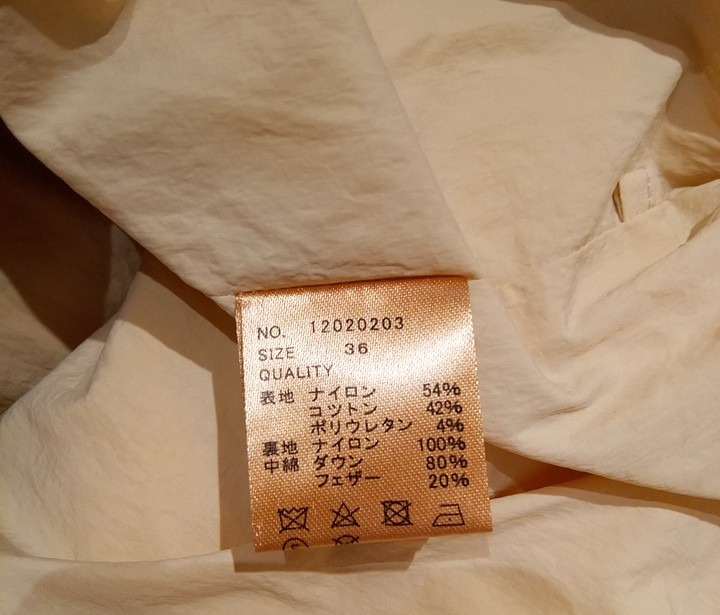 NO. 12020203
SIZE 36
QUALITY
表地 ナイロン 54%
コットン 42%
ポリウレタン 4%
裏地 ナイロン 100%
中綿 ダウン 80%
フェザー 20%